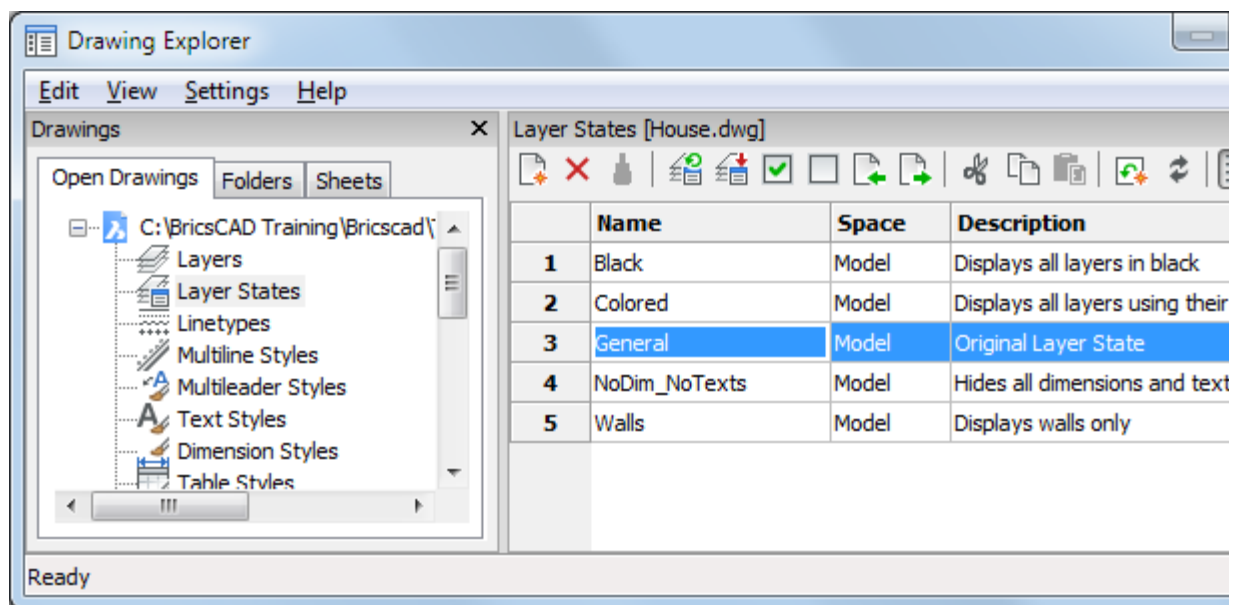 Drawing Explorer
Edit View Settings Help
Drawings
Open Drawings Folders Sheets
C:\BricsCAD Training\Bricscad\
Layers
Layer States
Linetypes
Multiline Styles
Multileader Styles
Text Styles
Dimension Styles
Table Styles
Layer States [House.dwg]
Name Space Description
1 Black Model Displays all layers in black
2 Colored Model Displays all layers using their
3 General Model Original Layer State
4 NoDim_NoTexts Model Hides all dimensions and text
5 Walls Model Displays walls only
Ready